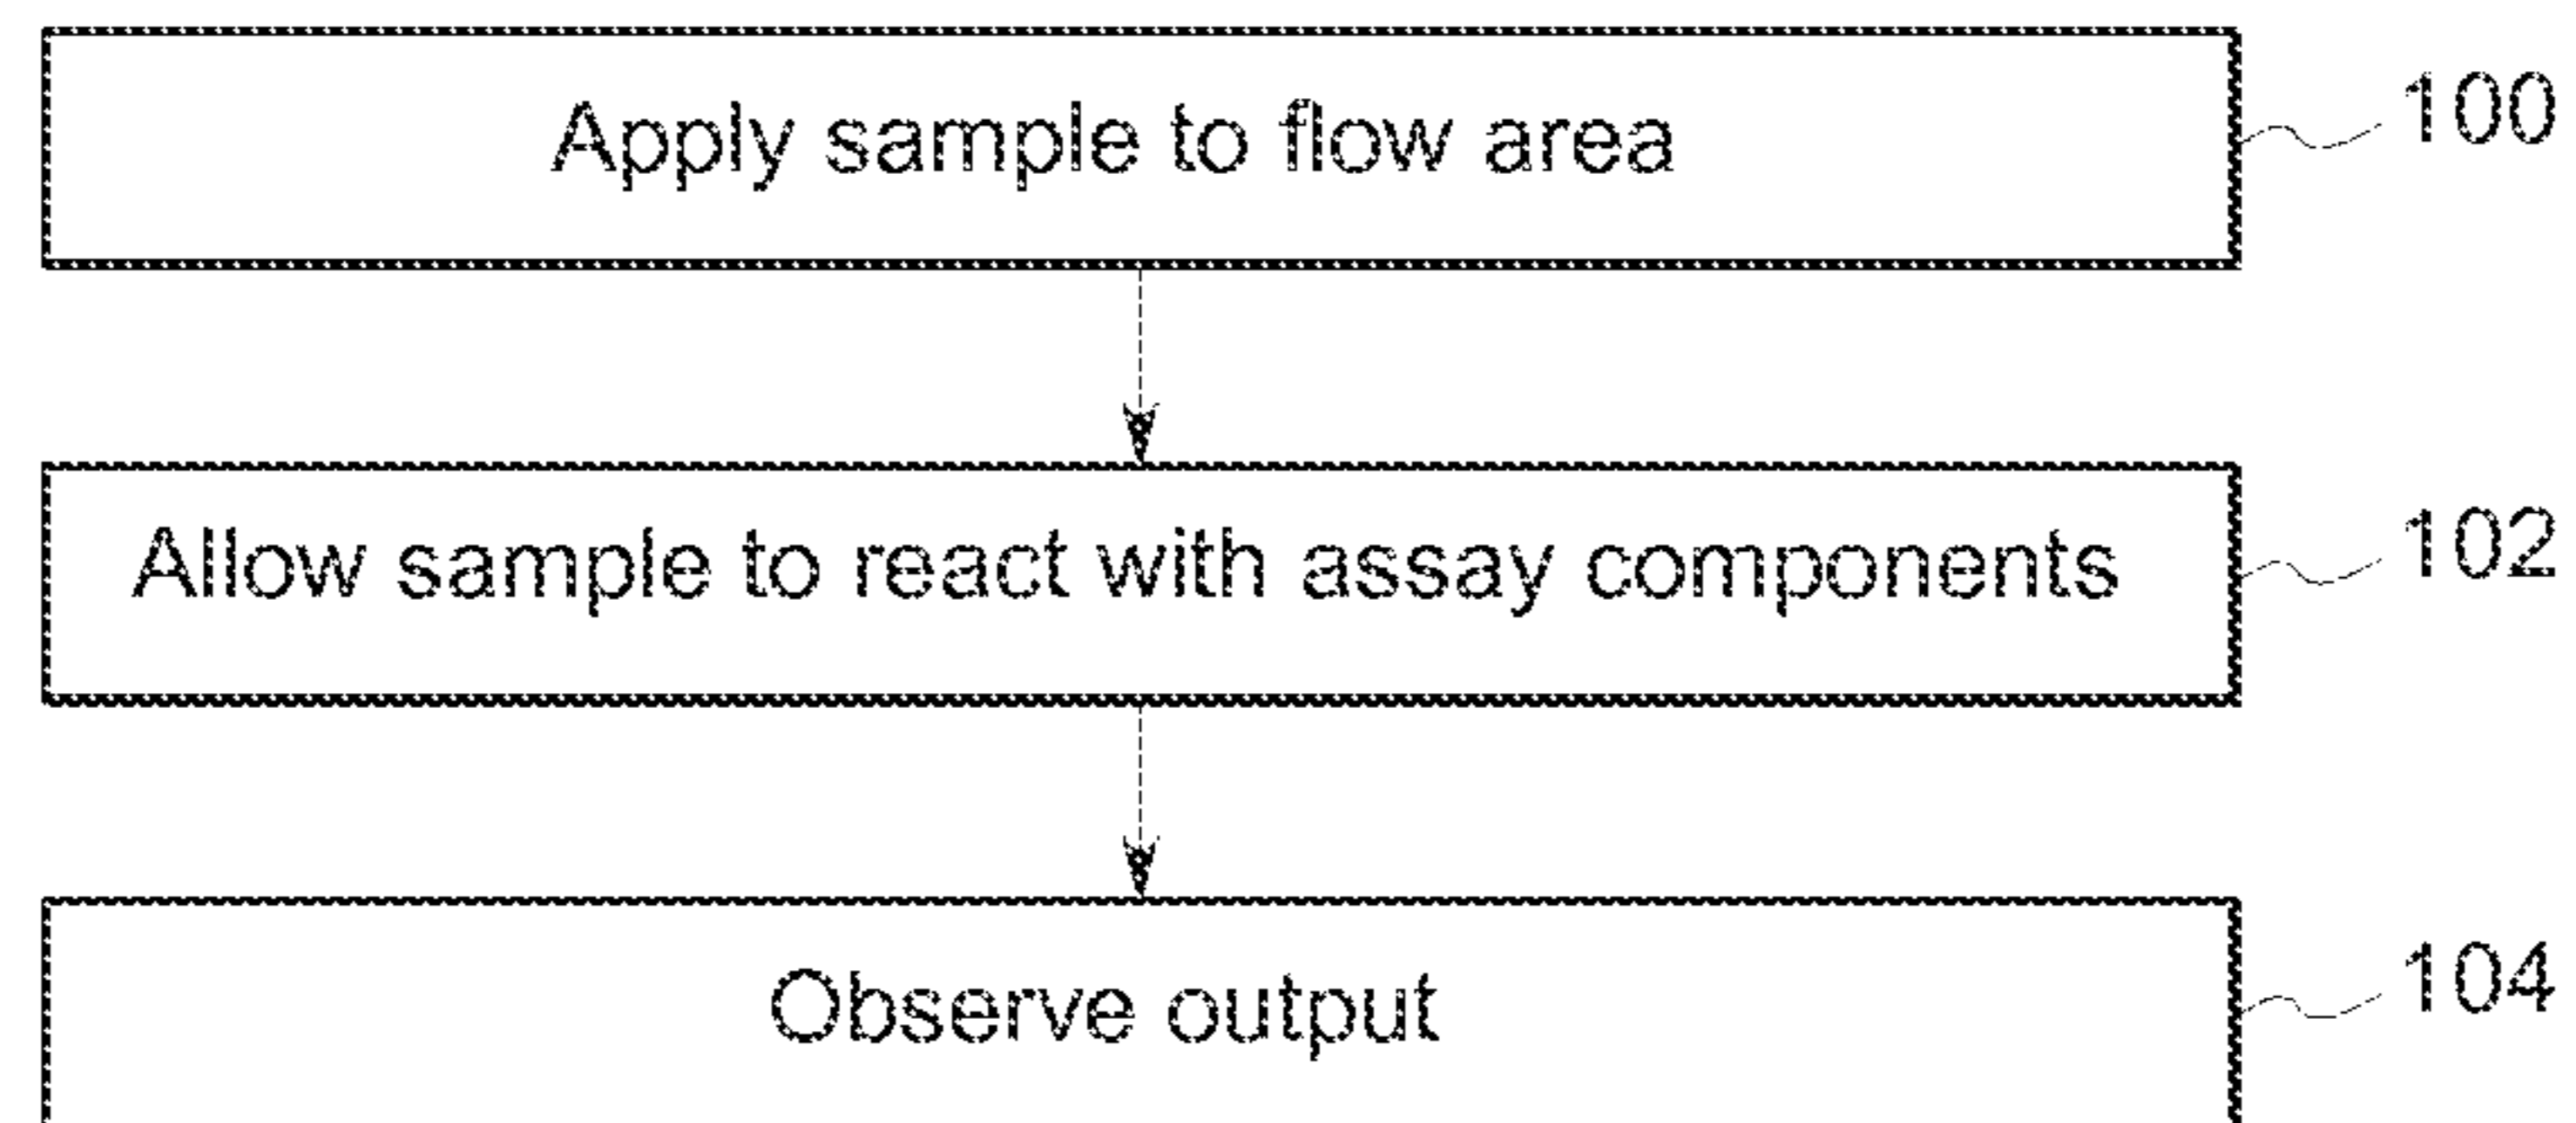 Apply sample to flow area
100
Allow sample to react with assay components
102
Observe output
104